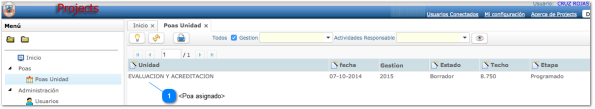 Usuario: CRUZ ROJAS
Projects
Usuarios Conectados Mi configuración Acerca de Projects
Menú
Inicio × Poas Unidad ×
Todos Gestion Actividades Responsable
Inicio
Poas
Poas Unidad
Administración
Usuarios
1 / 1
Unidad fecha Gestion Estado Techo Etapa
EVALUACION Y ACREDITACION 07-10-2014 2015 Borrador 8.750 Programado
1 <Poa asignado>